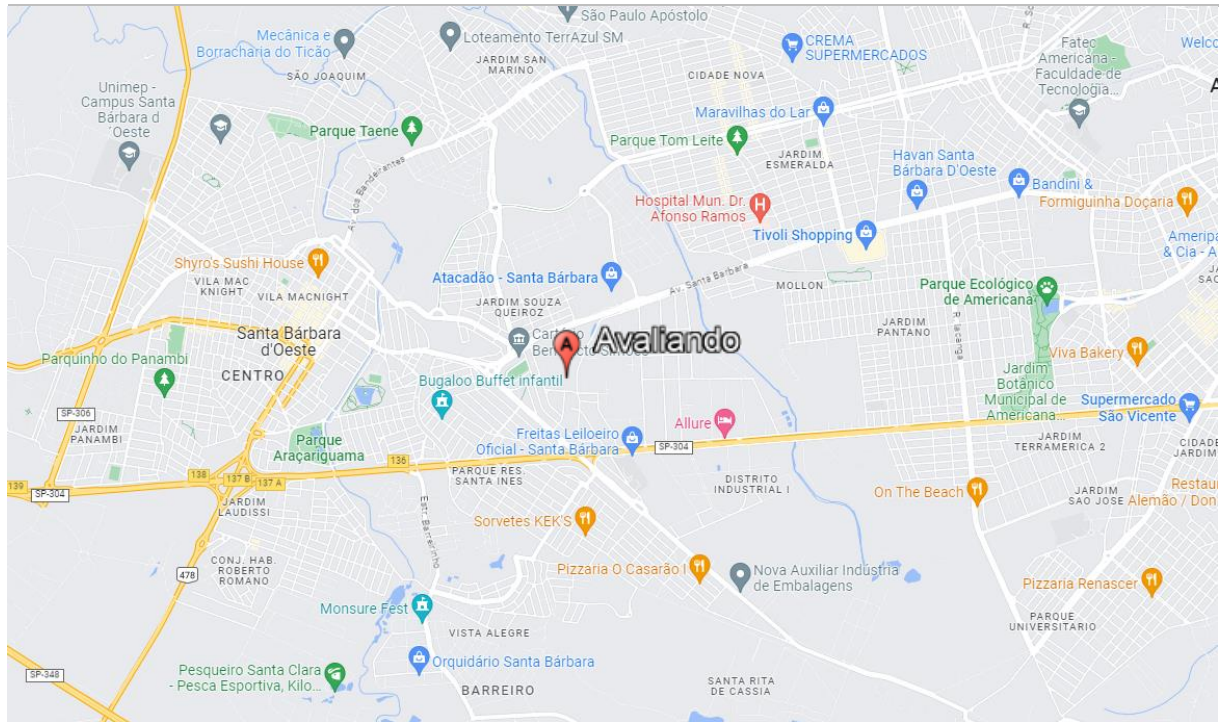 São Paulo Apóstolo
Mecânica e
Borracharia do Ticão
Loteamento TerrAzul SM
CREMA
SUPERMERCADOS
Fatec
Americana -
Faculdade de
Tecnologia...
Welco
A
SÃO JOAQUIM
JARDIM SAN
MARINO
CIDADE NOVA
Unimep -
Campus Santa
Bárbara d
'Oeste
Parque Taene
Maravilhas do Lar
Parque Tom Leite
JARDIM
ESMERALDA
Havan Santa
Bárbara D'Oeste
Bandini &
Formiguinha Doçaria
Av. dos Bandeirantes
Hospital Mun. Dr.
Afonso Ramos
Tivoli Shopping
Ameripa
& Cia - A
Shyro's Sushi House
VILA MAC
KNIGHT
VILA MACNIGHT
Atacadão - Santa Bárbara
Av. Santa Bárbara
MOLLON
Parque Ecológico
de Americana
JARDIM SOUZA
QUEIROZ
Santa Bárbara
d'Oeste
A
Avaliando
JARDIM
PANTANO
R. Iacanga
Viva Bakery
Parquinho do Panambi
CENTRO
Bugaloo Buffet infantil
Jardim
Botânico
Municipal de
Americana...
Supermercado
São Vicente
SP-306
JARDIM
PANAMBI
Parque
Araçariguama
Allure
Freitas Leiloeiro
Oficial - Santa Bárbara
SP-304
JARDIM
TERRAMERICA 2
CIDADE
JARDIM
139
SP-304
138
137 B
137 A
136
PARQUE RES.
SANTA INES
DISTRITO
INDUSTRIAL I
On The Beach
JARDIM
SAO JOSE
Restau
Alemão / Don
JARDIM
LAUDISSI
Estr. Barreirinho
Sorvetes KEK'S
CONJ. HAB.
ROBERTO
ROMANO
478
Pizzaria O Casarão I
Nova Auxiliar Indústria
de Embalagens
Pizzaria Renascer
Monsure Fest
VISTA ALEGRE
PARQUE
UNIVERSITARIO
SP-348
Pesqueiro Santa Clara
- Pesca Esportiva, Kilo...
Orquidário Santa Bárbara
BARREIRO
SANTA RITA
DE CASSIA